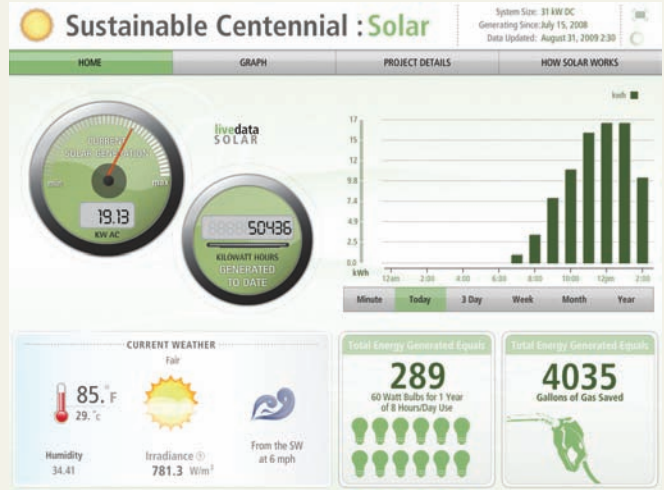 Sustainable Centennial : Solar
System Size: 31 kW DC
Generating Since: July 15, 2008
Data Updated: August 31, 2009 2:30
HOME
GRAPH
PROJECT DETAILS
HOW SOLAR WORKS
CURRENT
SOLAR GENERATION
min
max
19.13
KW AC
livedata
SOLAR
50436
KILOWATT HOURS
GENERATED
TO DATE
kwh
17
15
12
9.8
7.4
4.9
2.5
0.0
kWh
12am
2:00
4:00
6:00
8:00
10:00
12pm
2:00
Minute
Today
3 Day
Week
Month
Year
CURRENT WEATHER
Fair
85.°F
29.°c
Humidity
34.41
Irradiance ?
781.3 W/m²
From the SW
at 6 mph
Total Energy Generated Equals
289
60 Watt Bulbs for 1 Year
of 8 Hours/Day Use
Total Energy Generated Equals
4035
Gallons of Gas Saved